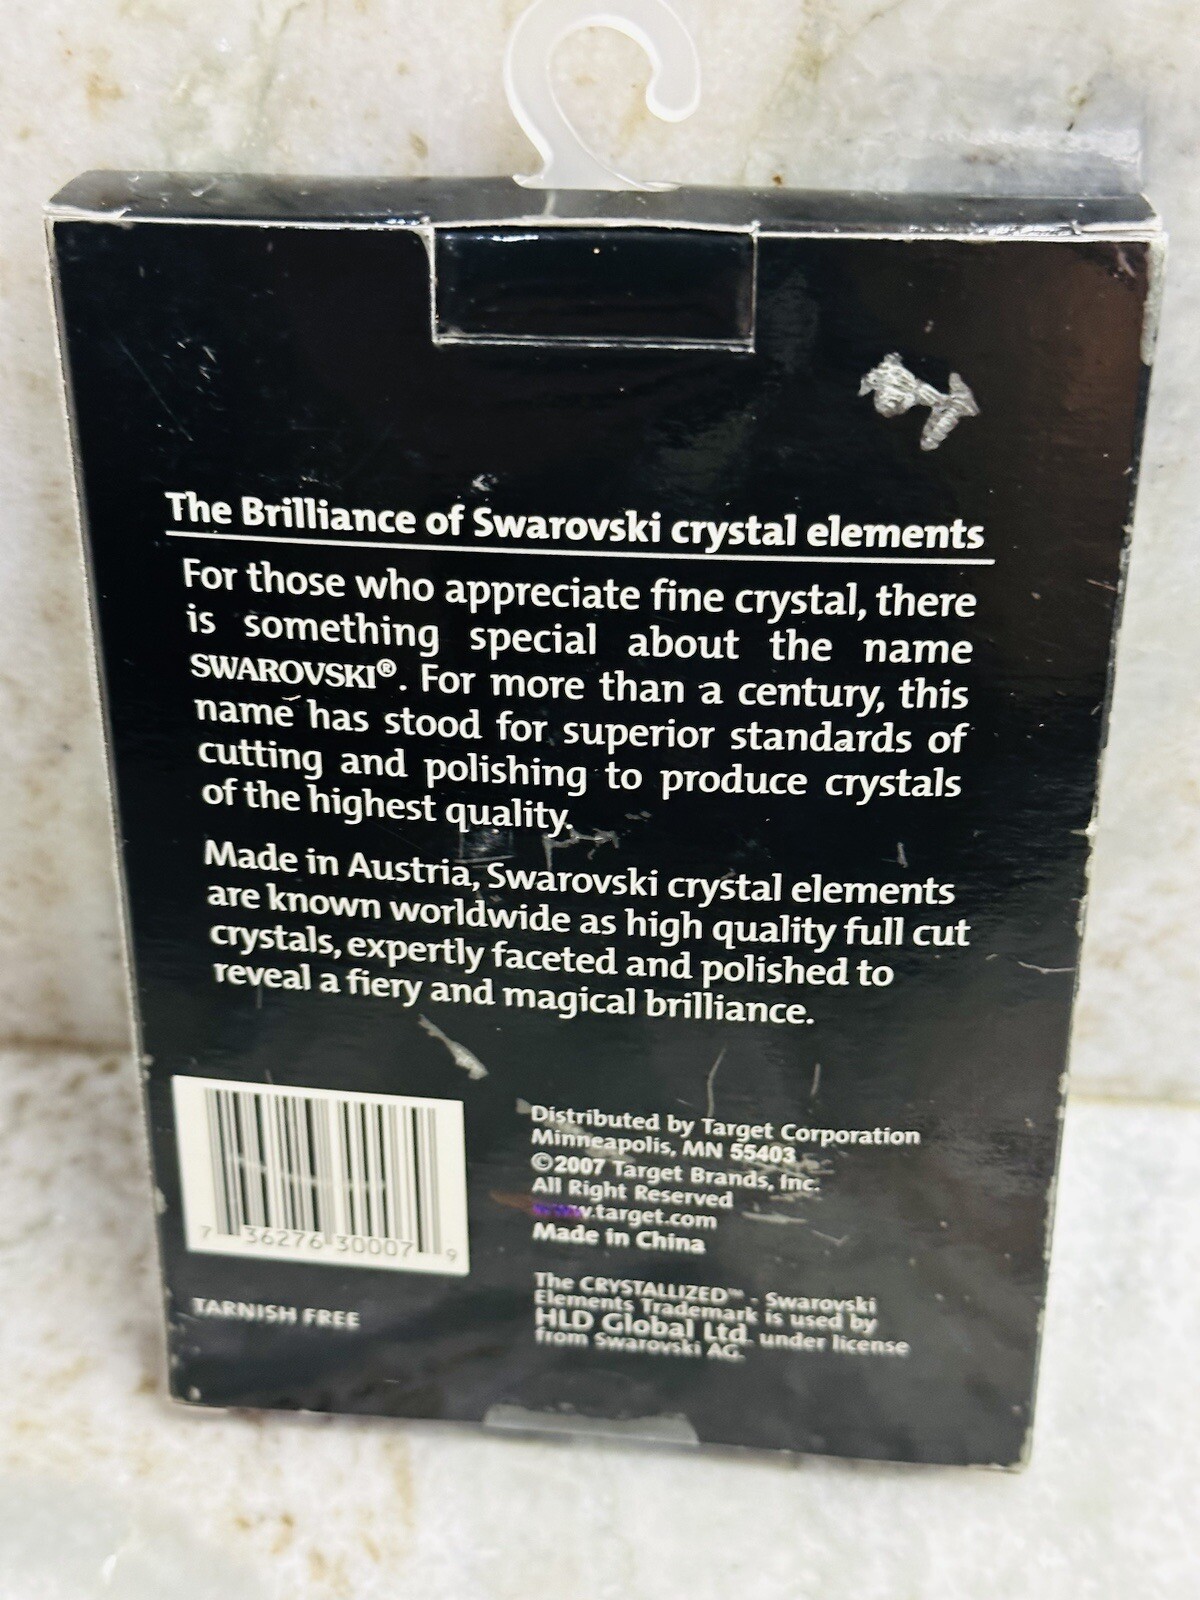 The Brilliance of Swarovski crystal elements
For those who appreciate fine crystal, there
is something special about the name
SWAROVSKI®. For more than a century, this
name has stood for superior standards of
cutting and polishing to produce crystals
of the highest quality.
Made in Austria, Swarovski crystal elements
are known worldwide as high quality full cut
crystals, expertly faceted and polished to
reveal a fiery and magical brilliance.
7 36276 30007 9
TARNISH FREE
Distributed by Target Corporation
Minneapolis, MN 55403
©2007 Target Brands, Inc.
All Right Reserved
www.target.com
Made in China
The CRYSTALLIZED™ - Swarovski
Elements Trademark is used by
HLD Global Ltd. under license
from Swarovski AG.